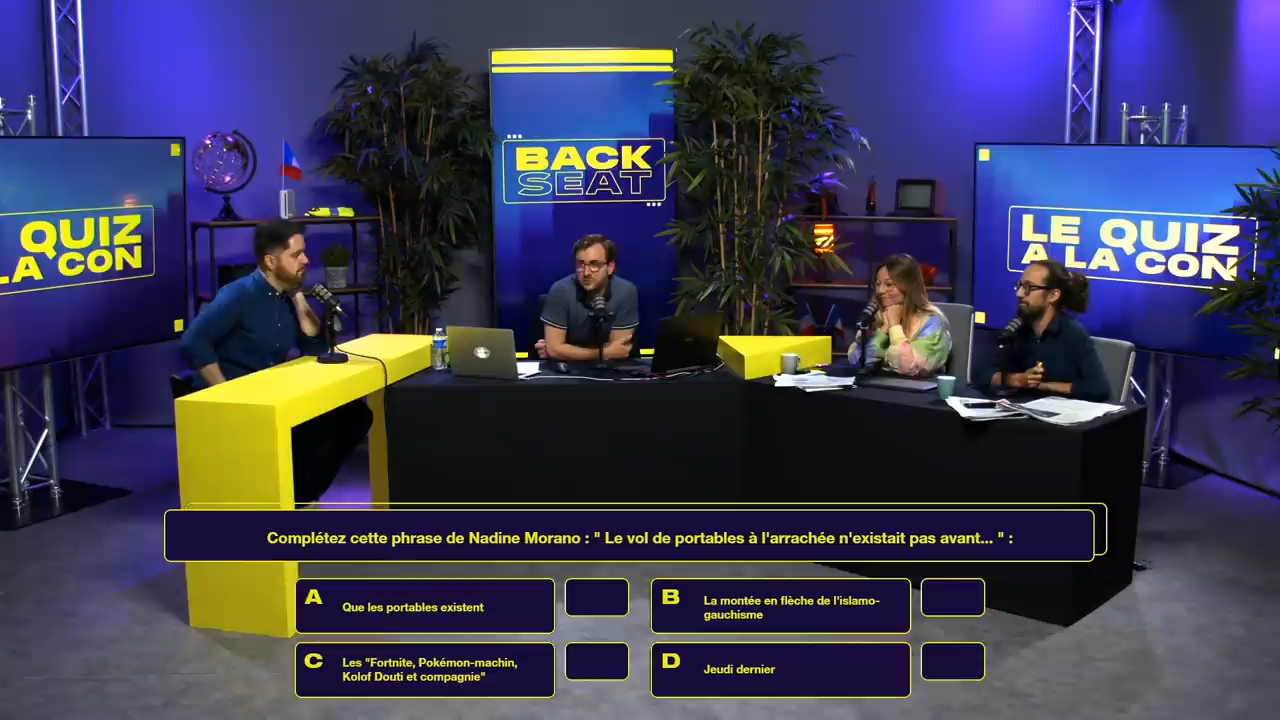 BACK
SEAT
QUIZ
LA CON
LE QUIZ
A LA CON
Complétez cette phrase de Nadine Morano : " Le vol de portables à l'arrachée n'existait pas avant... " :
A
Que les portables existent
B
La montée en flèche de l'islamo-
gauchisme
C
Les "Fortnite, Pokémon-machin,
Kolof Douti et compagnie"
D
Jeudi dernier